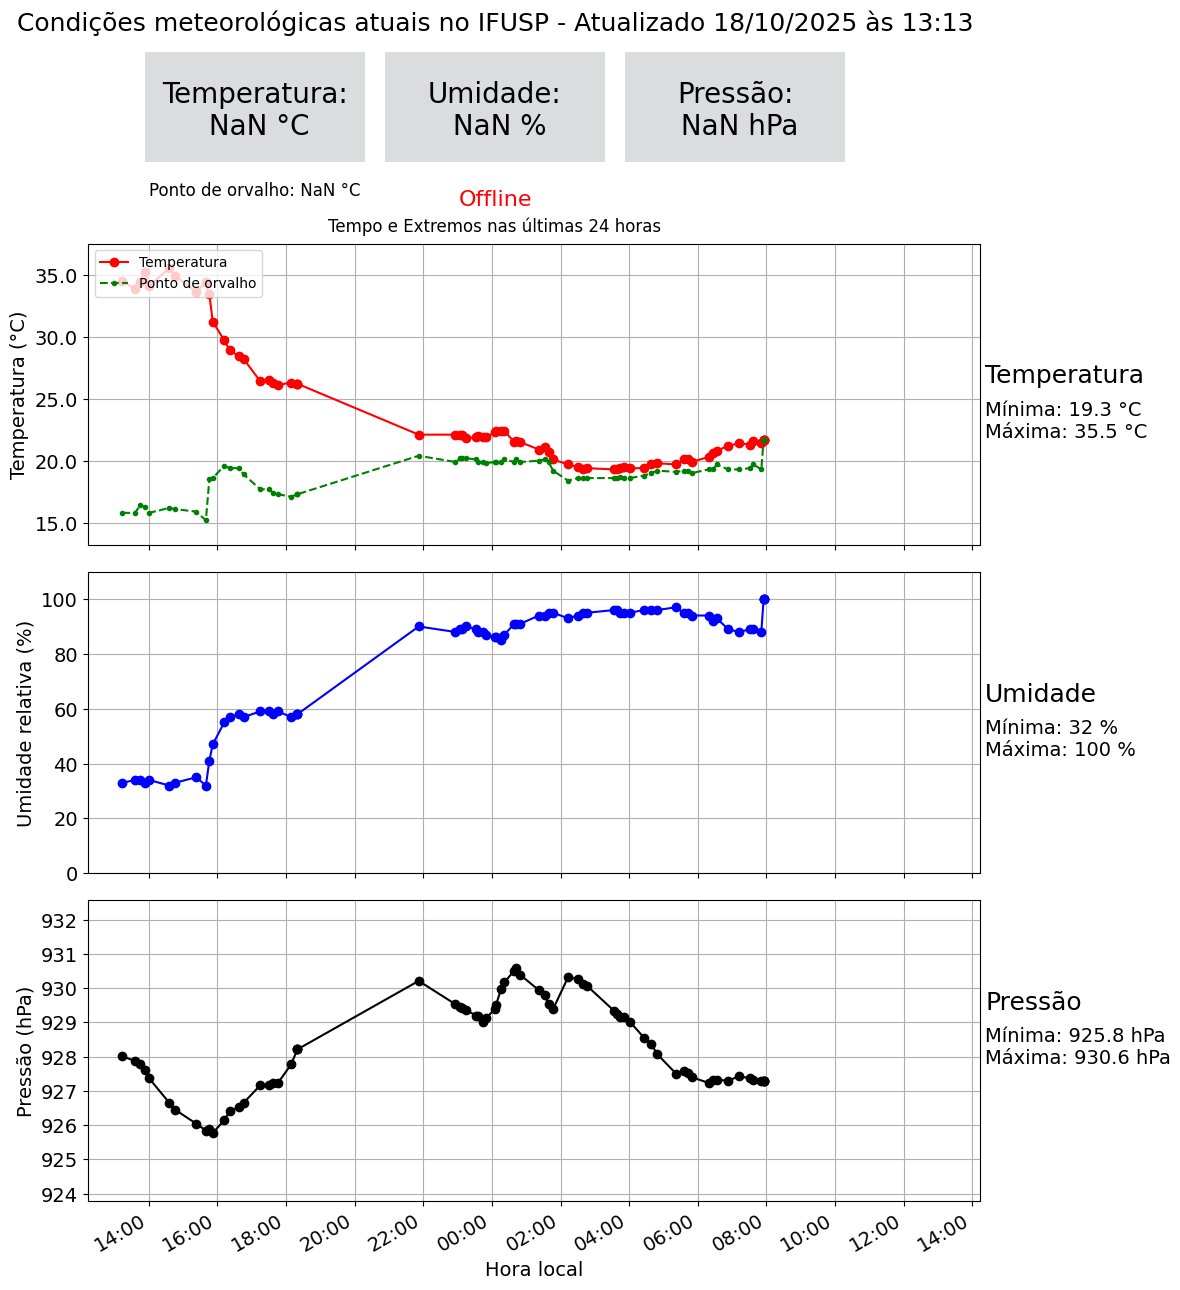 Condições meteorológicas atuais no IFUSP - Atualizado 18/10/2025 às 13:13
Temperatura:
NaN °C
Umidade:
NaN %
Pressão:
NaN hPa
Ponto de orvalho: NaN °C
Offline
Tempo e Extremos nas últimas 24 horas
Temperatura
Ponto de orvalho
Temperatura (°C)
35.0
30.0
25.0
20.0
15.0
Temperatura
Mínima: 19.3 °C
Máxima: 35.5 °C
Umidade relativa (%)
100
80
60
40
20
0
Umidade
Mínima: 32 %
Máxima: 100 %
Pressão (hPa)
932
931
930
929
928
927
926
925
924
Pressão
Mínima: 925.8 hPa
Máxima: 930.6 hPa
14:00 16:00 18:00 20:00 22:00 00:00 02:00 04:00 06:00 08:00 10:00 12:00 14:00
Hora local